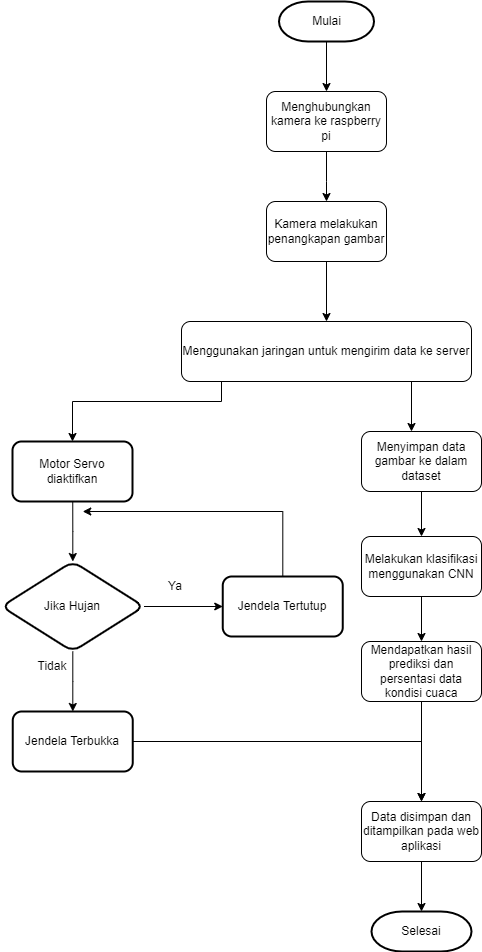 Mulai
Menghubungkan
kamera ke raspberry
pi
Kamera melakukan
penangkapan gambar
Menggunakan jaringan untuk mengirim data ke server
Motor Servo
diaktifkan
Menyimpan data
gambar ke dalam
dataset
Melakukan klasifikasi
menggunakan CNN
Jika Hujan
Ya
Jendela Tertutup
Tidak
Mendapatkan hasil
prediksi dan
persentasi data
kondisi cuaca
Jendela Terbukka
Data disimpan dan
ditampilkan pada web
aplikasi
Selesai